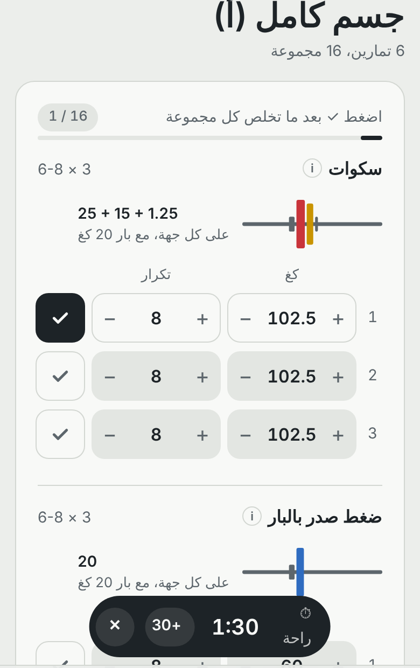 جسم كامل (أ)
6 تمارين، 16 مجموعة
اضغط ✓ بعد ما تخلص كل مجموعة
1 / 16
سكوات i
3 × 6-8
25 + 15 + 1.25
على كل جهة، مع بار 20 كغ
كغ تكرار
1 + 102.5 − + 8 − ✓
2 + 102.5 − + 8 − ✓
3 + 102.5 − + 8 − ✓
ضغط صدر بالبار i
3 × 6-8
20
على كل جهة، مع بار 20 كغ
راحة
1:30
30+
×
1 60 8